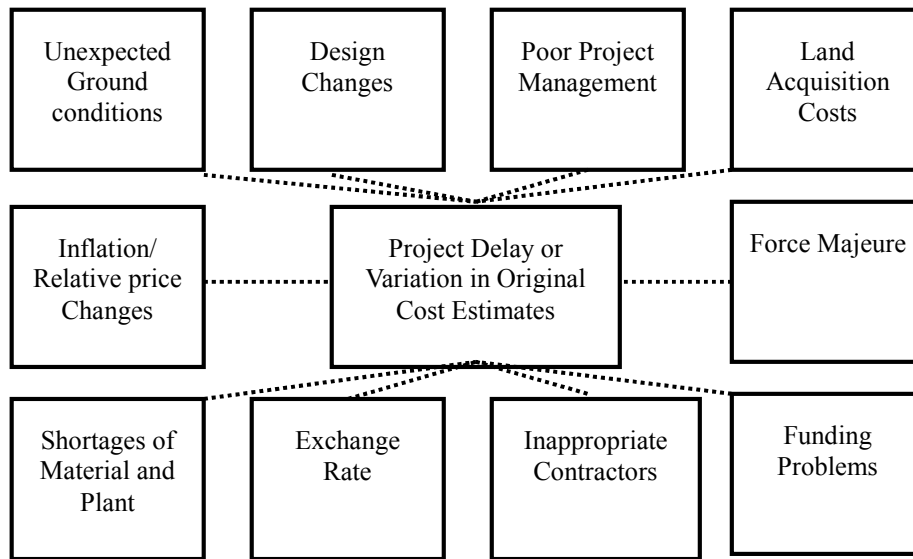 Unexpected
Ground
conditions
Design
Changes
Poor Project
Management
Land
Acquisition
Costs
Inflation/
Relative price
Changes
Project Delay or
Variation in Original
Cost Estimates
Force Majeure
Shortages of
Material and
Plant
Exchange
Rate
Inappropriate
Contractors
Funding
Problems